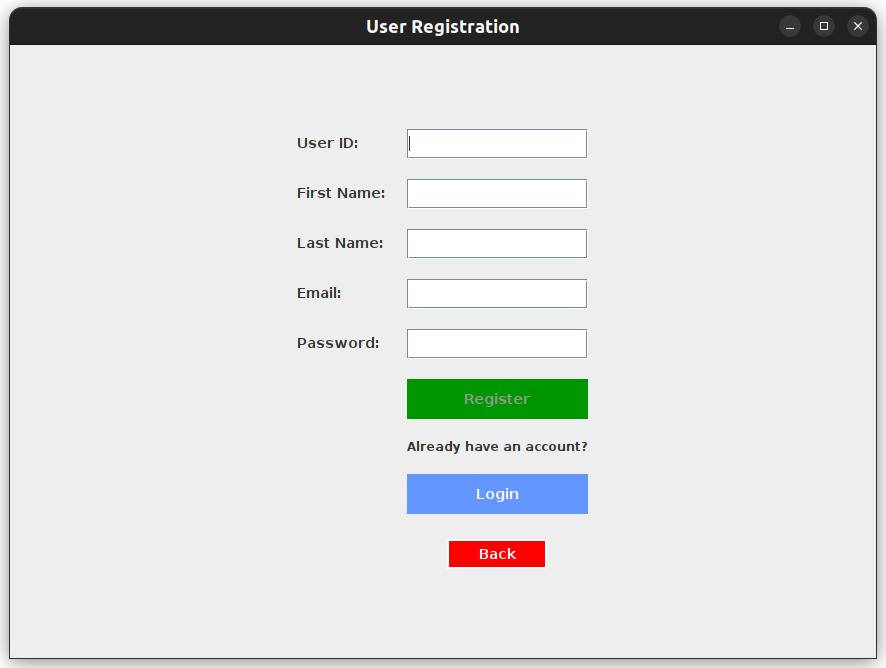 User Registration
User ID:
First Name:
Last Name:
Email:
Password:
Register
Already have an account?
Login
Back